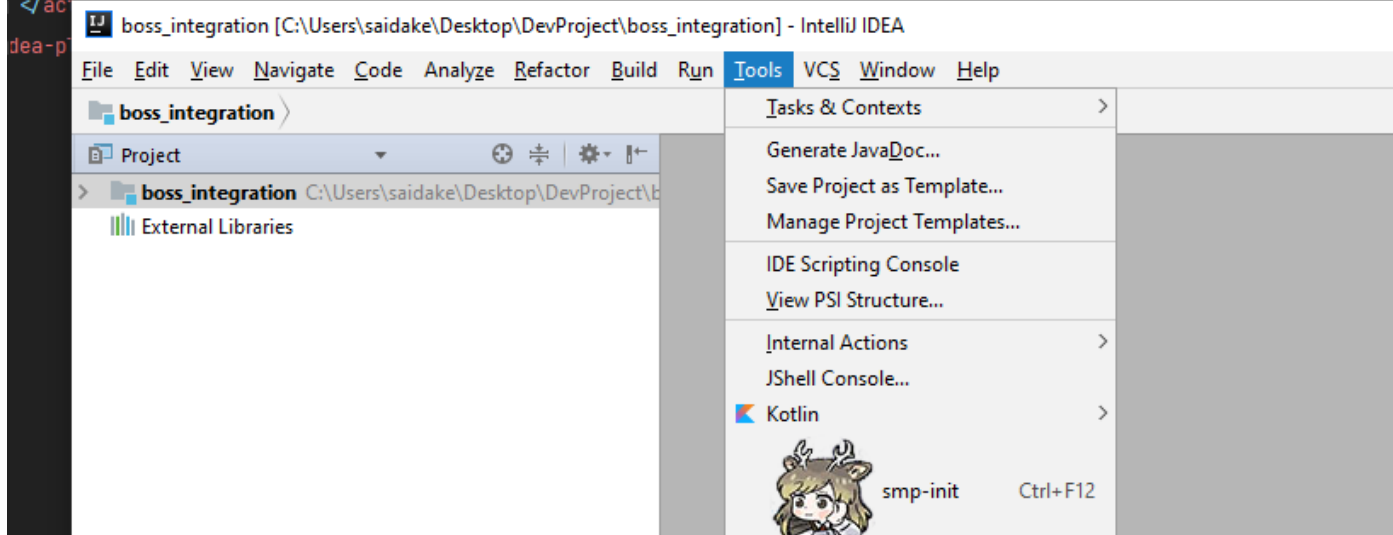 </ac
dea-p
boss_integration [C:\Users\saidake\Desktop\DevProject\boss_integration] - IntelliJ IDEA
File Edit View Navigate Code Analyze Refactor Build Run Tools VCS Window Help
boss_integration
Project
boss_integration C:\Users\saidake\Desktop\DevProject\b
External Libraries
Tasks & Contexts
Generate JavaDoc...
Save Project as Template...
Manage Project Templates...
IDE Scripting Console
View PSI Structure...
Internal Actions
JShell Console...
Kotlin
smp-init Ctrl+F12